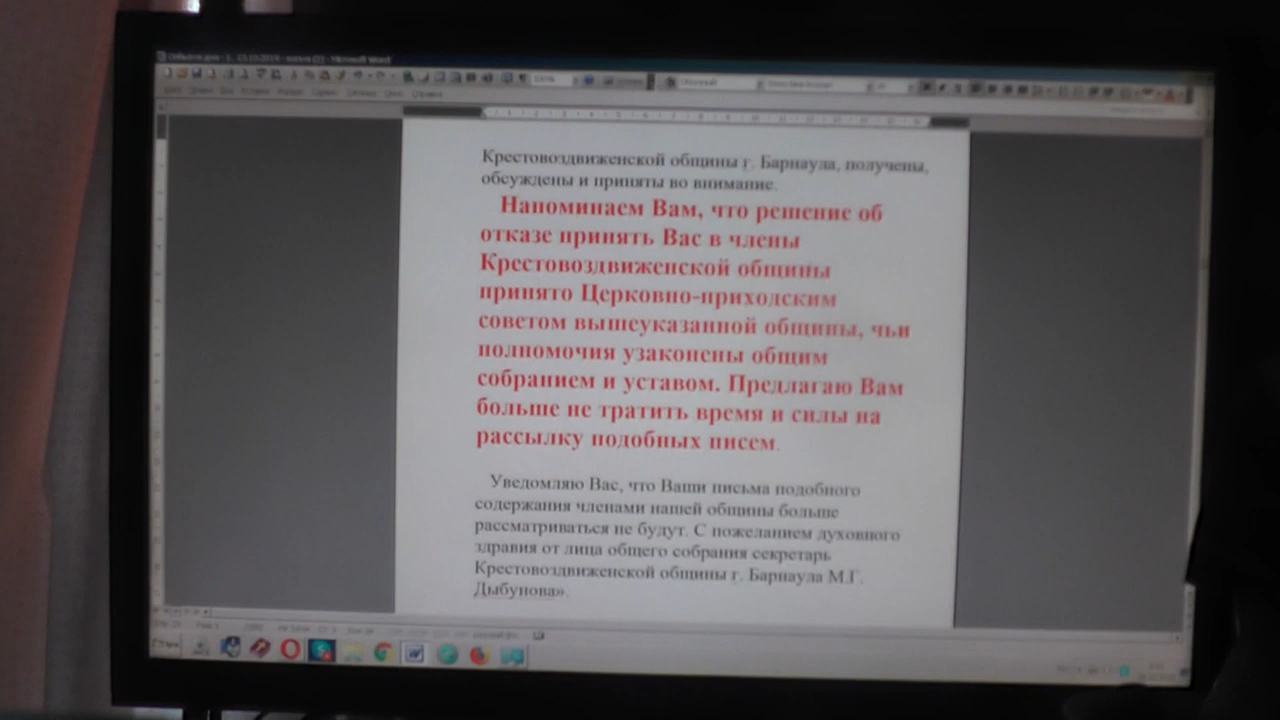 Microsoft Word
Крестовоздвиженской общины г. Барнаула, получены,
обсуждены и приняты во внимание.
Напоминаем Вам, что решение об
отказе принять Вас в члены
Крестовоздвиженской общины
принято Церковно-приходским
советом вышеуказанной общины, чьи
полномочия узаконены общим
собранием и уставом. Предлагаю Вам
больше не тратить время и силы на
рассылку подобных писем.
Уведомляю Вас, что Ваши письма подобного
содержания членами нашей общины больше
рассматриваться не будут. С пожеланием духовного
здравия от лица общего собрания секретарь
Крестовоздвиженской общины г. Барнаула М.Г.
Дыбунова».